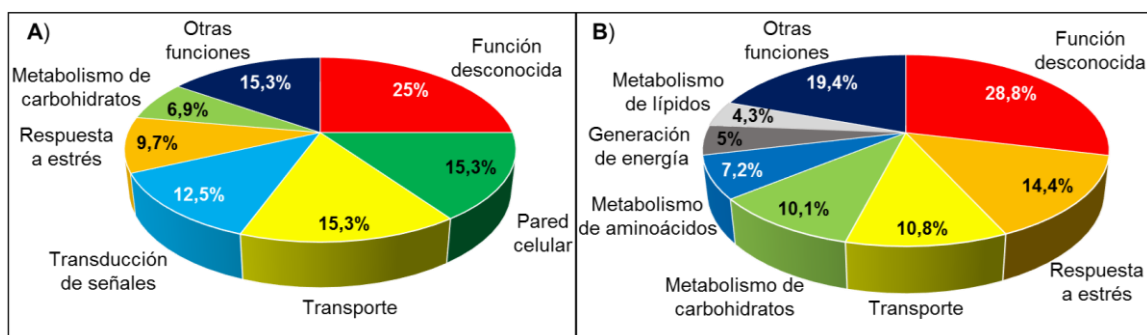 A)
Otras
funciones
15,3%
Función
desconocida
25%
Metabolismo de
carbohidratos
6,9%
Respuesta
a estrés
9,7%
15,3%
12,5%
15,3%
Pared
celular
Transducción
de señales
Transporte
B)
Otras
funciones
19,4%
Función
desconocida
28,8%
Metabolismo
de lípidos
4,3%
Generación
de energía
5%
7,2%
14,4%
Metabolismo
de aminoácidos
10,1%
10,8%
Respuesta
a estrés
Metabolismo de
carbohidratos
Transporte